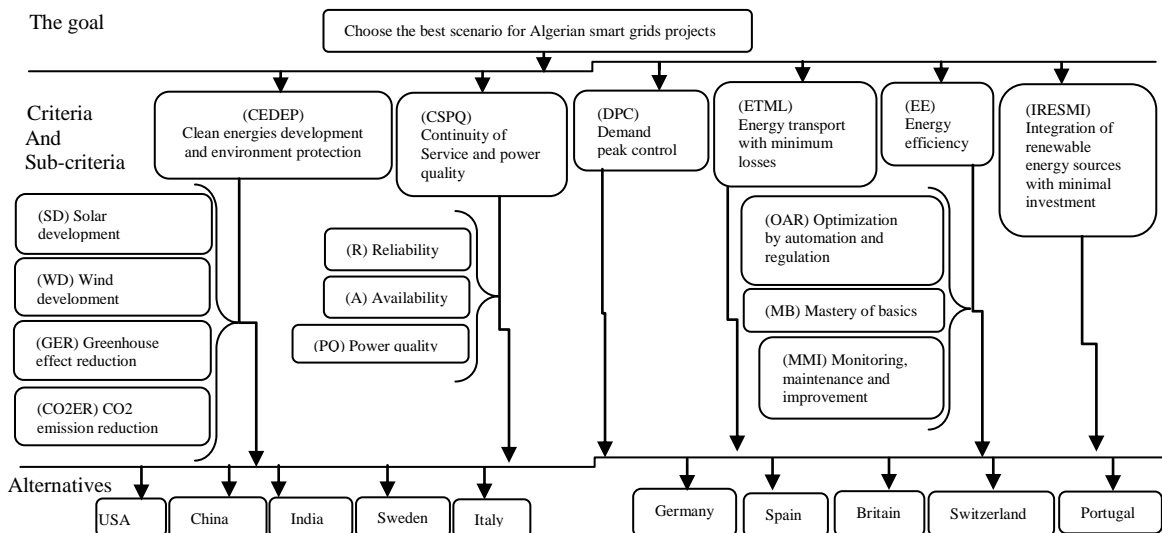 The goal
Choose the best scenario for Algerian smart grids projects
Criteria
And
Sub-criteria
(CEDEP)
Clean energies development
and environment protection
(CSPQ)
Continuity of
Service and power
quality
(DPC)
Demand
peak control
(ETML)
Energy transport
with minimum
losses
(EE)
Energy
efficiency
(IRESMI)
Integration of
renewable
energy sources
with minimal
investment
(SD) Solar
development
(WD) Wind
development
(GER) Greenhouse
effect reduction
(CO2ER) CO2
emission reduction
(R) Reliability
(A) Availability
(PQ) Power quality
(OAR) Optimization
by automation and
regulation
(MB) Mastery of basics
(MMI) Monitoring,
maintenance and
improvement
Alternatives
USA
China
India
Sweden
Italy
Germany
Spain
Britain
Switzerland
Portugal